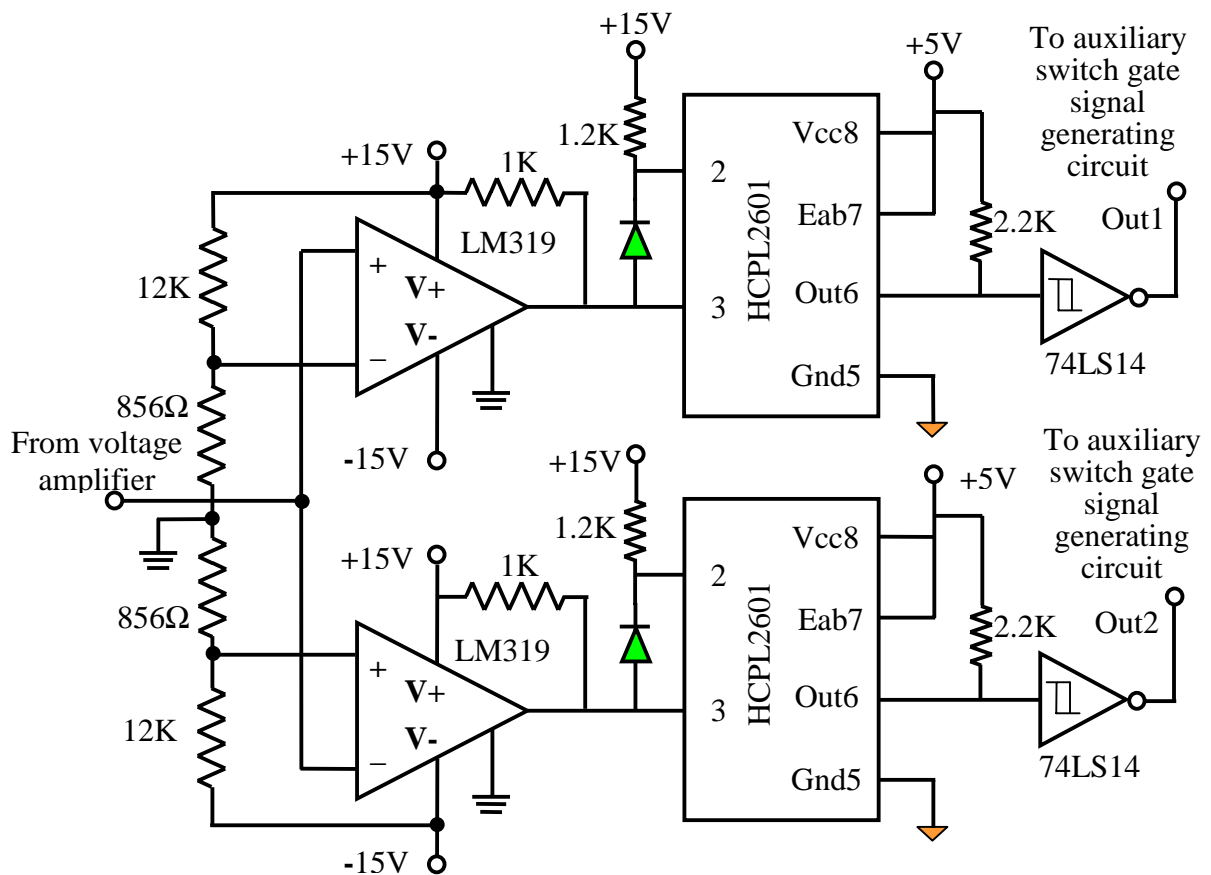 +15V
+5V
To auxiliary
switch gate
signal
generating
circuit
1.2K
Vcc8
+15V
1K
2
HCPL2601
Eab7
Out1
LM319
2.2K
12K
+
V+
V-
−
3
Out6
74LS14
Gnd5
856Ω
From voltage
amplifier
-15V
+15V
+5V
To auxiliary
switch gate
signal
generating
circuit
1.2K
Vcc8
+15V
1K
2
HCPL2601
Eab7
Out2
856Ω
LM319
2.2K
+
V+
V-
−
3
Out6
12K
74LS14
Gnd5
-15V